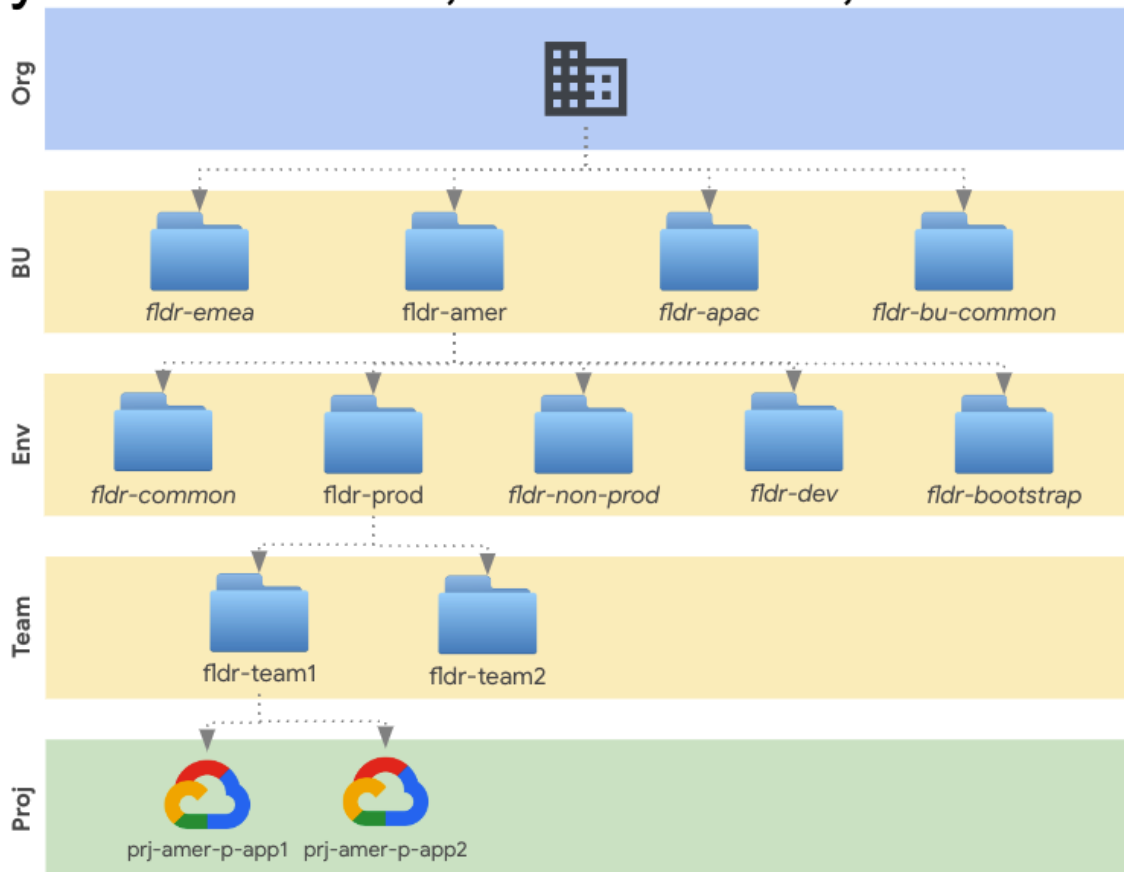 Org
BU
fldr-emea
fldr-amer
fldr-apac
fldr-bu-common
Env
fldr-common
fldr-prod
fldr-non-prod
fldr-dev
fldr-bootstrap
Team
fldr-team1
fldr-team2
Proj
prj-amer-p-app1
prj-amer-p-app2